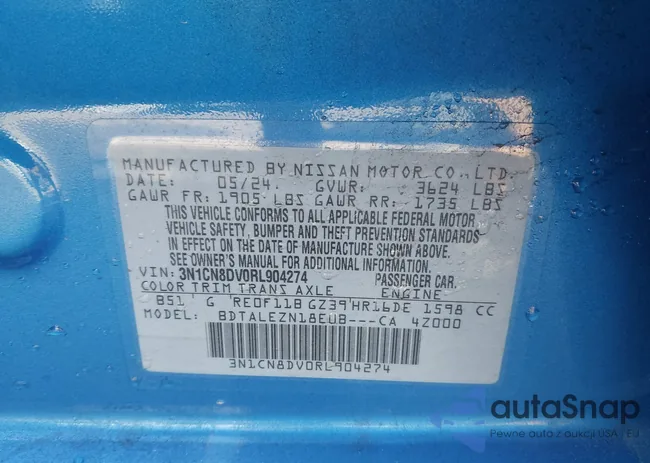 MANUFACTURED BY NISSAN MOTOR CO., LTD.
DATE: 05/24. GVWR: 3624 LBS
GAWR FR: 1905 LBS GAWR RR: 1735 LBS
THIS VEHICLE CONFORMS TO ALL APPLICABLE FEDERAL MOTOR
VEHICLE SAFETY, BUMPER AND THEFT PREVENTION STANDARDS
IN EFFECT ON THE DATE OF MANUFACTURE SHOWN ABOVE.
SEE OWNER'S MANUAL FOR ADDITIONAL INFORMATION
VIN: 3N1CN8DV0RL904274 PASSENGER CAR.
COLOR TRIM TRANS AXLE ENGINE
B51 G RE0F11B GZ39 HR16DE 1598 CC
MODEL: BDTALEZN18EUB---CA 4Z000
3N1CN8DV0RL904274
autaSnap
Pewne auta z aukcji USA i EU